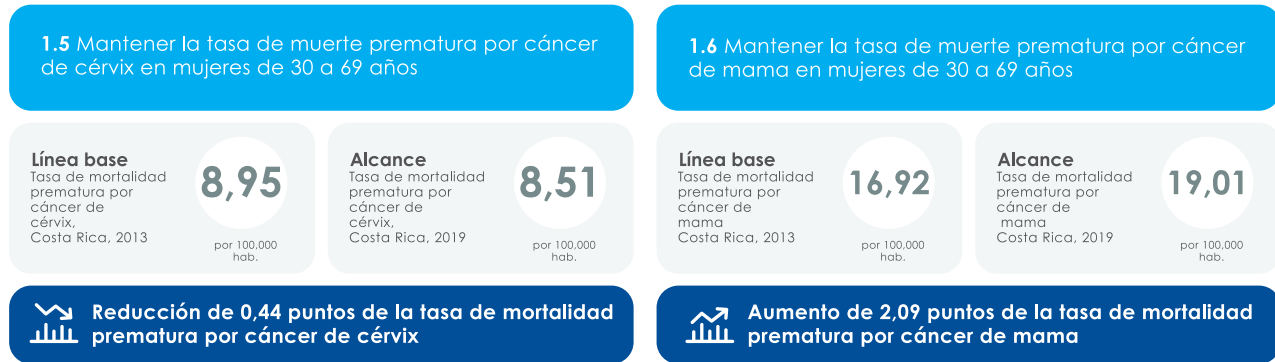 1.5 Mantener la tasa de muerte prematura por cáncer
de cérvix en mujeres de 30 a 69 años
Línea base
Tasa de mortalidad
prematura por
cáncer de
cérvix,
Costa Rica, 2013
8,95
por 100,000
hab.
Alcance
Tasa de mortalidad
prematura por
cáncer de
cérvix,
Costa Rica, 2019
8,51
por 100,000
hab.
Reducción de 0,44 puntos de la tasa de mortalidad
prematura por cáncer de cérvix
1.6 Mantener la tasa de muerte prematura por cáncer
de mama en mujeres de 30 a 69 años
Línea base
Tasa de mortalidad
prematura por
cáncer de
mama
Costa Rica, 2013
16,92
por 100,000
hab.
Alcance
Tasa de mortalidad
prematura por
cáncer de
mama
Costa Rica, 2019
19,01
por 100,000
hab.
Aumento de 2,09 puntos de la tasa de mortalidad
prematura por cáncer de mama